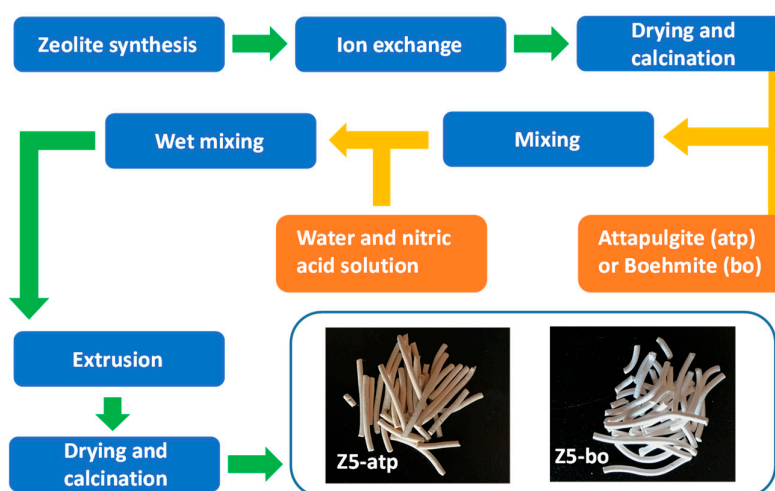 Zeolite synthesis
Ion exchange
Drying and
calcination
Wet mixing
Mixing
Water and nitric
acid solution
Attapulgite (atp)
or Boehmite (bo)
Extrusion
Drying and
calcination
Z5-atp
Z5-bo